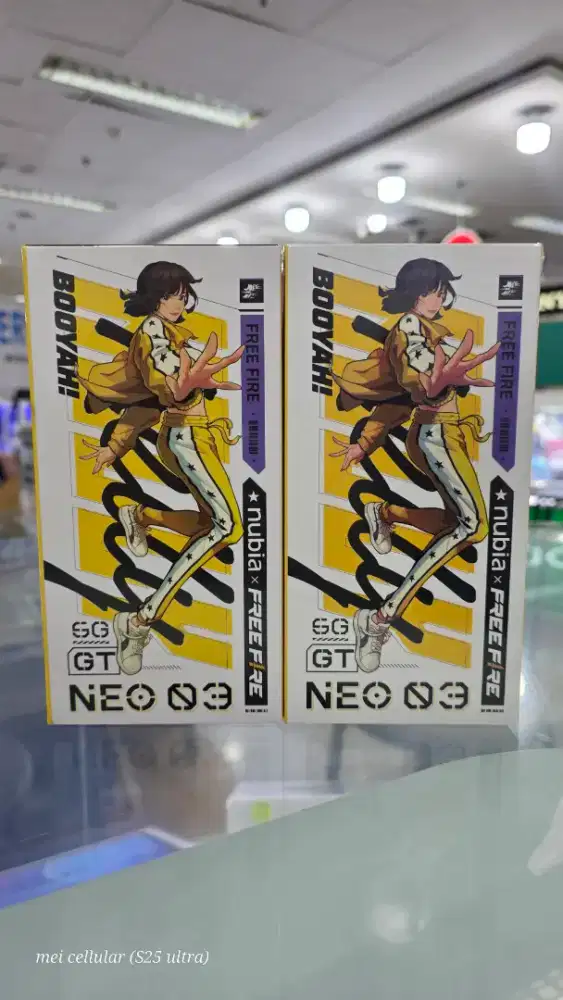 BOOYAH!
FREE FIRE
nubia × FREE FIRE
5G
GT
NEO 03
BOOYAH!
FREE FIRE
nubia × FREE FIRE
5G
GT
NEO 03
mei cellular (S25 ultra)